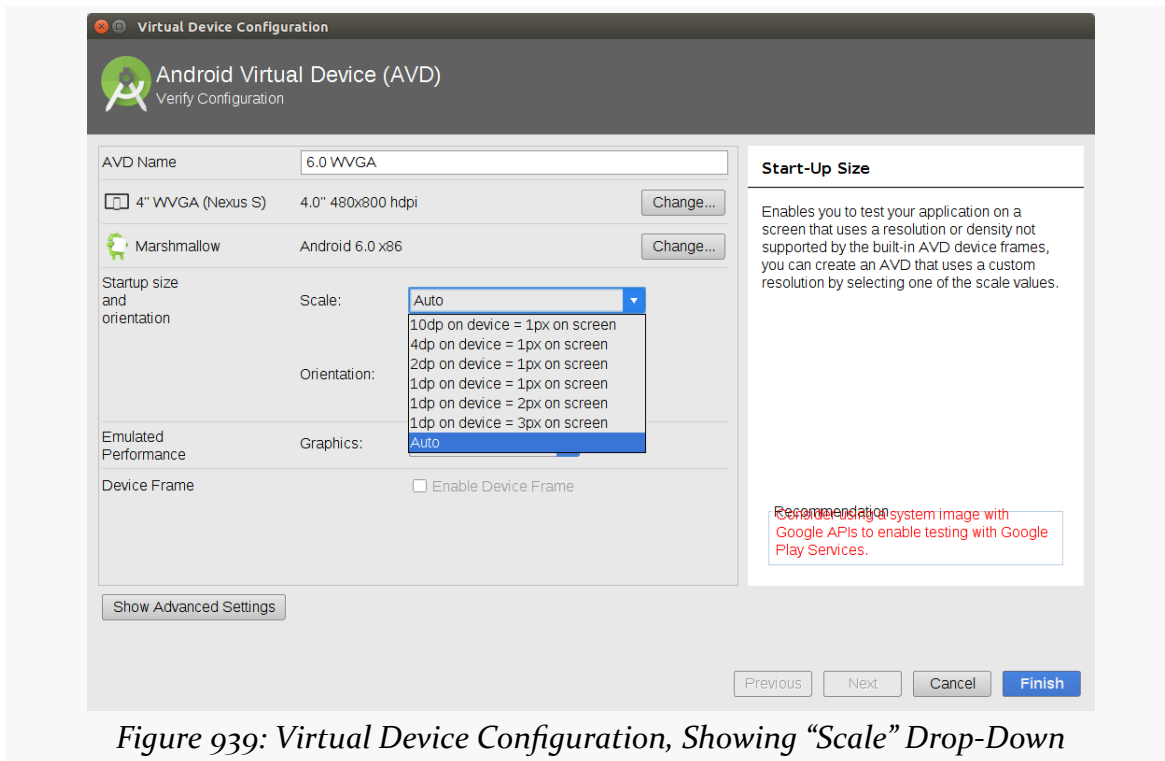 Virtual Device Configuration
Android Virtual Device (AVD)
Verify Configuration
AVD Name
6.0 WVGA
4" WVGA (Nexus S)
4.0" 480x800 hdpi
Change...
Marshmallow
Android 6.0 x86
Change...
Startup size
and
orientation
Scale:
Auto
10dp on device = 1px on screen
4dp on device = 1px on screen
2dp on device = 1px on screen
1dp on device = 1px on screen
1dp on device = 2px on screen
1dp on device = 3px on screen
Auto
Orientation:
Emulated
Performance
Graphics:
Device Frame
Enable Device Frame
Show Advanced Settings
Start-Up Size
Enables you to test your application on a
screen that uses a resolution or density not
supported by the built-in AVD device frames,
you can create an AVD that uses a custom
resolution by selecting one of the scale values.
Recommendation
Consider using a system image with
Google APIs to enable testing with Google
Play Services.
Previous
Next
Cancel
Finish
Figure 939: Virtual Device Configuration, Showing “Scale” Drop-Down